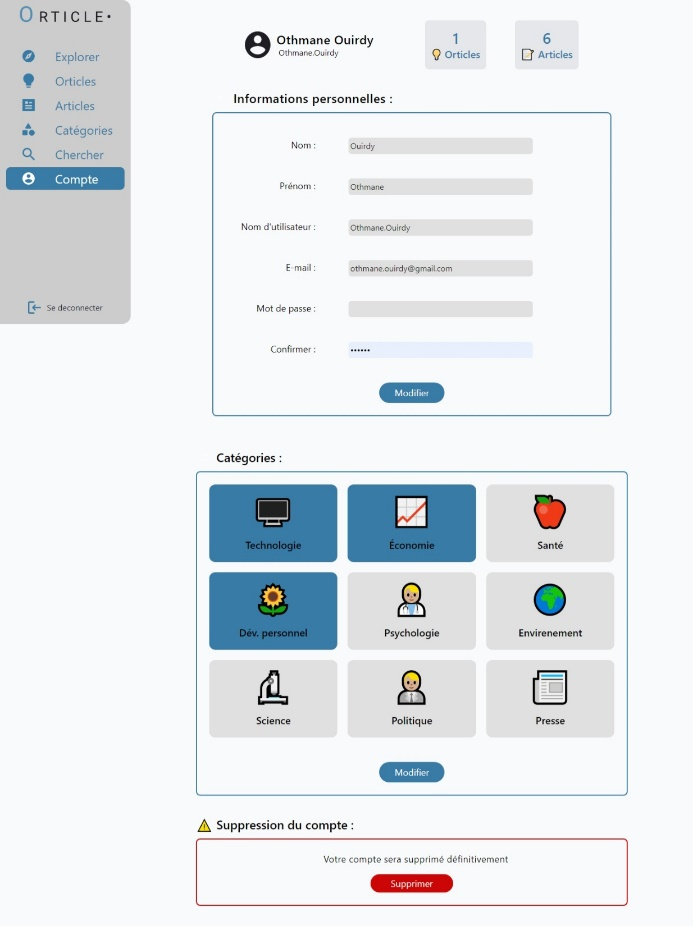 ORTICLE•
Explorer
Orticles
Articles
Catégories
Chercher
Compte
Se deconnecter
Othmane Ouirdy
Othmane.Ouirdy
1
Orticles
6
Articles
Informations personnelles :
Nom : Ouirdy
Prénom : Othmane
Nom d'utilisateur : Othmane.Ouirdy
E-mail : othmane.ouirdy@gmail.com
Mot de passe :
Confirmer : ••••••
Modifier
Catégories :
Technologie Économie Santé
Dév. personnel Psychologie Envirenement
Science Politique Presse
Modifier
Suppression du compte :
Votre compte sera supprimé définitivement
Supprimer